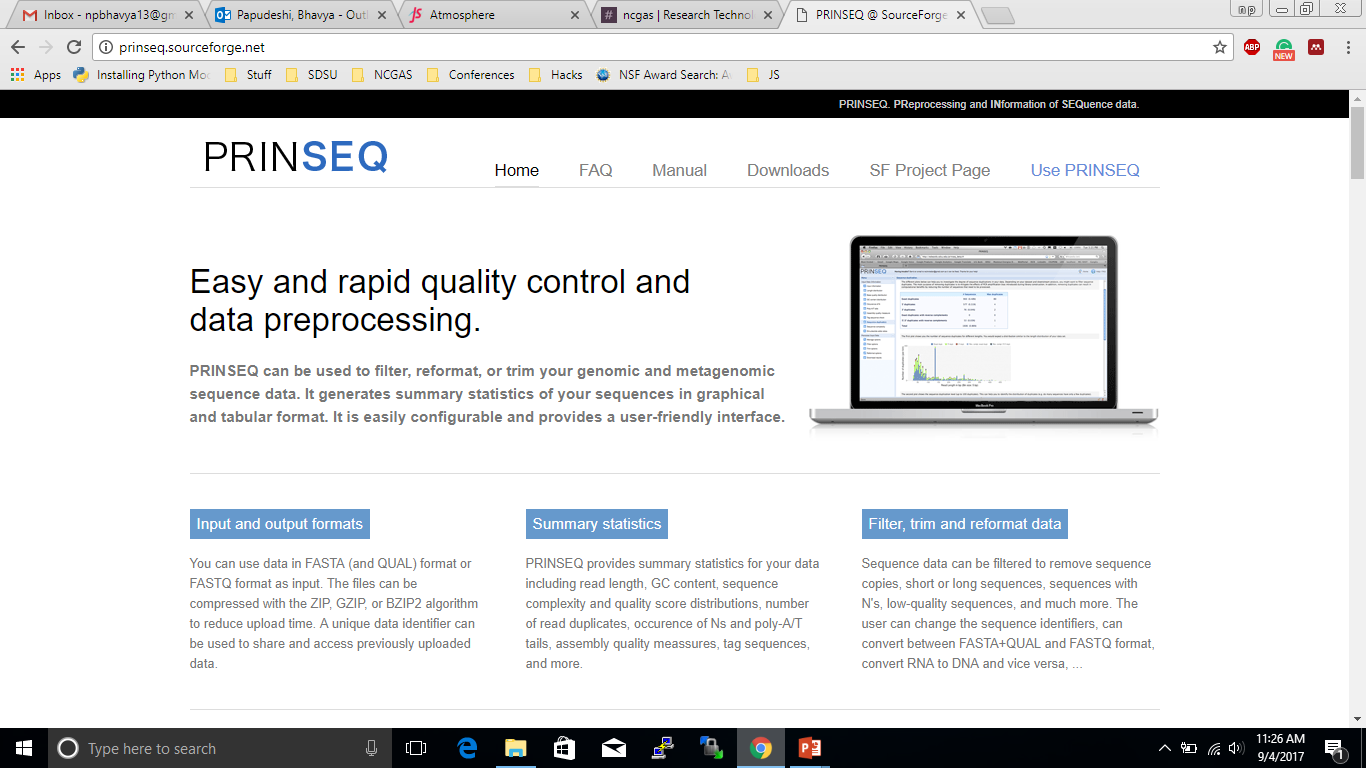 Inbox - npbhavya13@gm
Papudeshi, Bhavya - Outl
Atmosphere
ncgas | Research Technol
PRINSEQ @ SourceForge
prinseq.sourceforge.net
ABP
NEW
Apps
Installing Python Mod
Stuff
SDSU
NCGAS
Conferences
Hacks
NSF Award Search: Aw
JS
PRINSEQ. PReprocessing and INformation of SEQuence data.
PRINSEQ
Home
FAQ
Manual
Downloads
SF Project Page
Use PRINSEQ
Easy and rapid quality control and
data preprocessing.
PRINSEQ can be used to filter, reformat, or trim your genomic and metagenomic
sequence data. It generates summary statistics of your sequences in graphical
and tabular format. It is easily configurable and provides a user-friendly interface.
PRINSEQ
MacBook Pro
Input and output formats
You can use data in FASTA (and QUAL) format or
FASTQ format as input. The files can be
compressed with the ZIP, GZIP, or BZIP2 algorithm
to reduce upload time. A unique data identifier can
be used to share and access previously uploaded
data.
Summary statistics
PRINSEQ provides summary statistics for your data
including read length, GC content, sequence
complexity and quality score distributions, number
of read duplicates, occurence of Ns and poly-A/T
tails, assembly quality meassures, tag sequences,
and more.
Filter, trim and reformat data
Sequence data can be filtered to remove sequence
copies, short or long sequences, sequences with
N's, low-quality sequences, and much more. The
user can change the sequence identifiers, can
convert between FASTA+QUAL and FASTQ format,
convert RNA to DNA and vice versa, ...
Type here to search
11:26 AM
9/4/2017
1